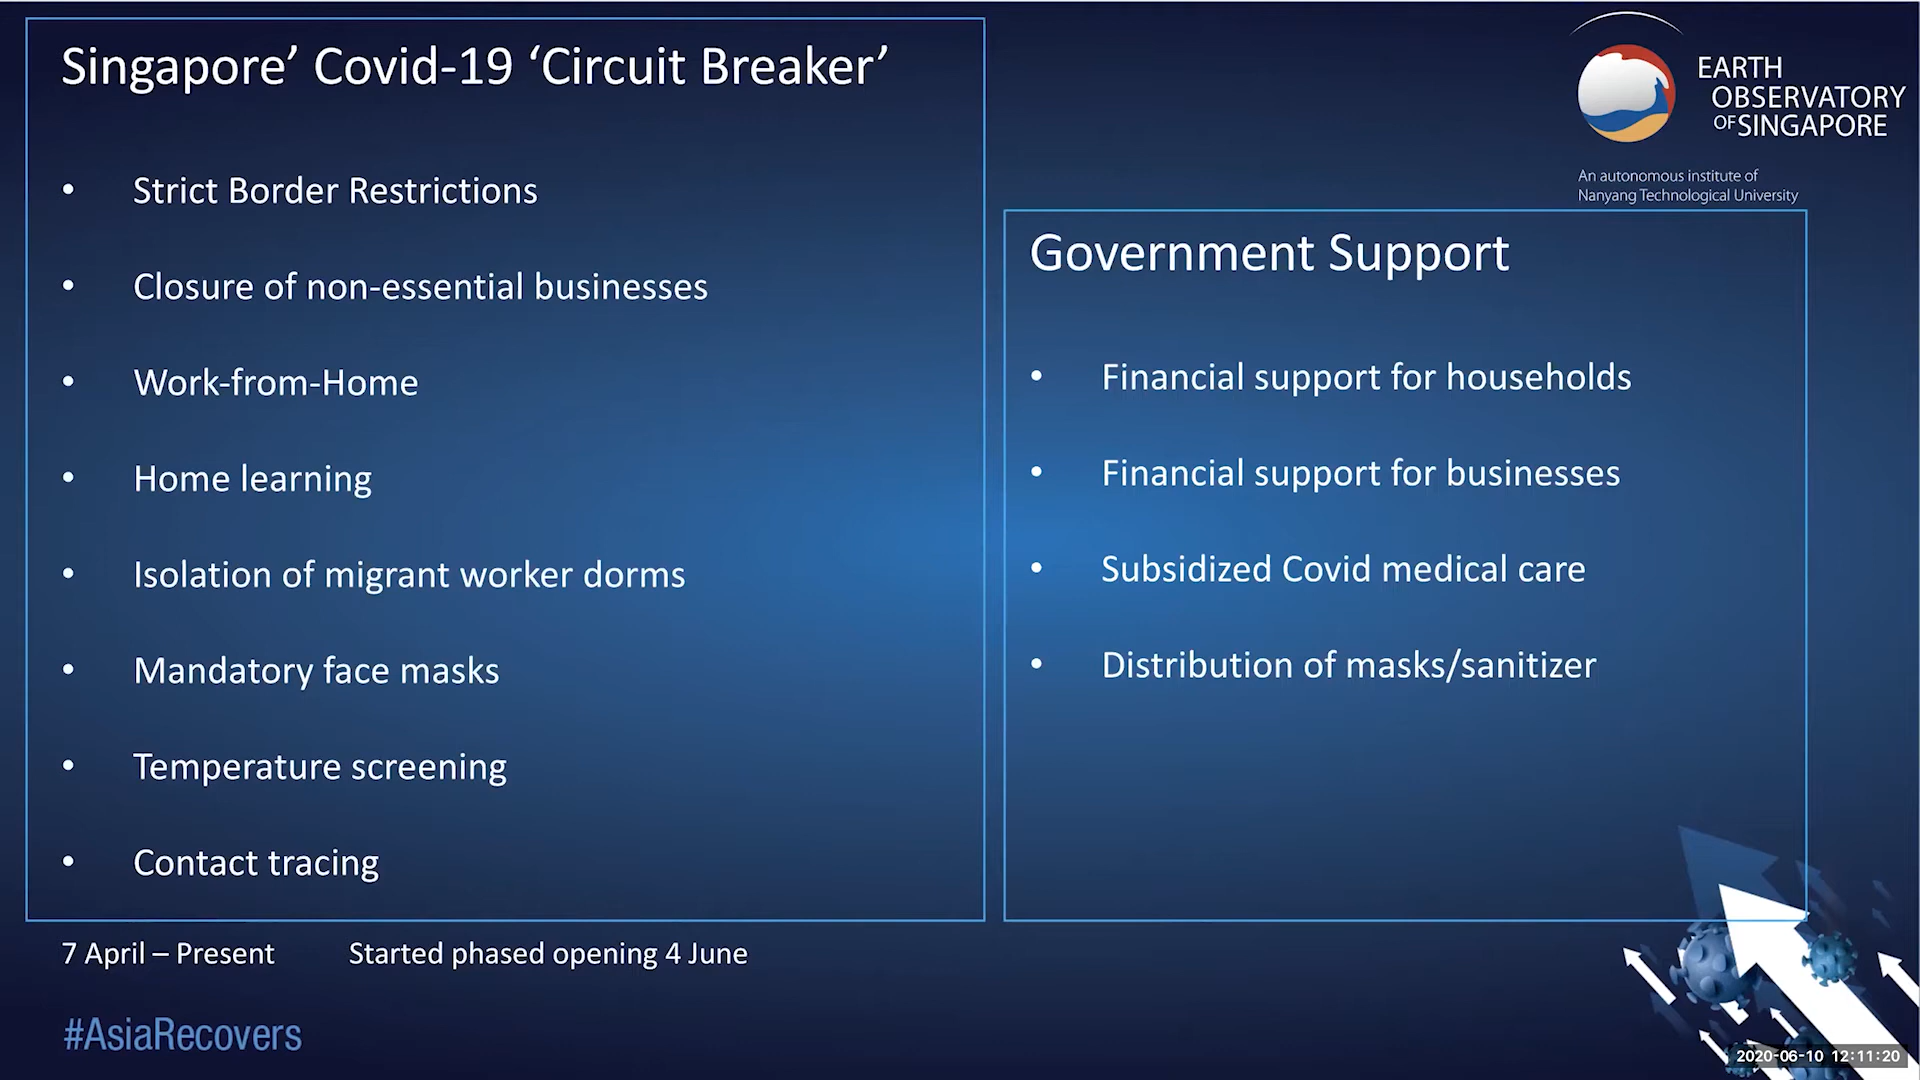 Singapore’ Covid-19 ‘Circuit Breaker’
• Strict Border Restrictions
• Closure of non-essential businesses
• Work-from-Home
• Home learning
• Isolation of migrant worker dorms
• Mandatory face masks
• Temperature screening
• Contact tracing
7 April – Present Started phased opening 4 June
#AsiaRecovers
EARTH
OBSERVATORY
OF SINGAPORE
An autonomous institute of
Nanyang Technological University
Government Support
• Financial support for households
• Financial support for businesses
• Subsidized Covid medical care
• Distribution of masks/sanitizer
2020-06-10 12:11:20